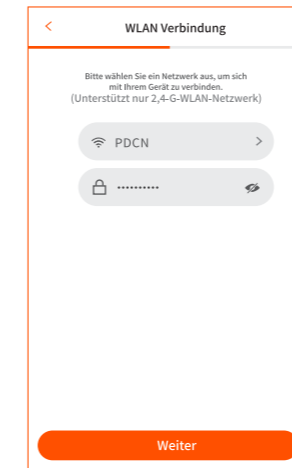 WLAN Verbindung
Bitte wählen Sie ein Netzwerk aus, um sich
mit Ihrem Gerät zu verbinden.
(Unterstützt nur 2,4-G-WLAN-Netzwerk)
PDCN
••••••••••
Weiter